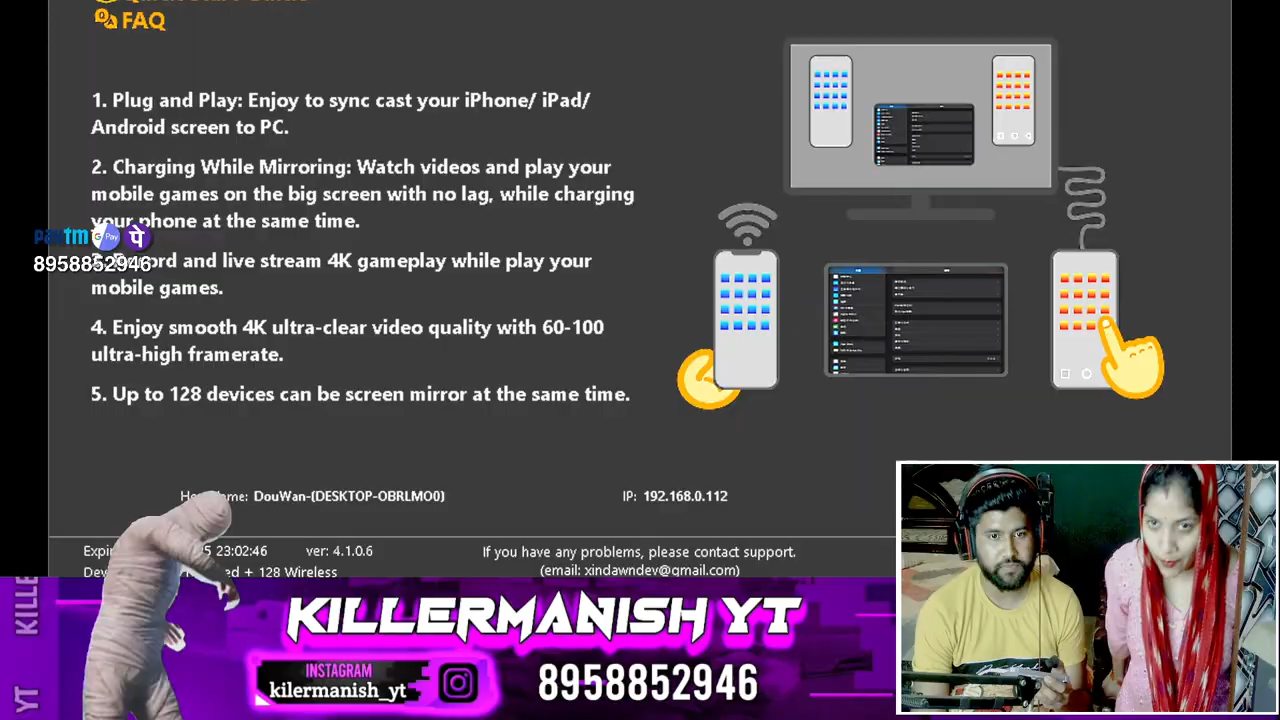 FAQ
1. Plug and Play: Enjoy to sync cast your iPhone/ iPad/
Android screen to PC.
2. Charging While Mirroring: Watch videos and play your
mobile games on the big screen with no lag, while charging
your phone at the same time.
paytm G Pay पे
8958852946
and live stream 4K gameplay while play your
mobile games.
4. Enjoy smooth 4K ultra-clear video quality with 60-100
ultra-high framerate.
5. Up to 128 devices can be screen mirror at the same time.
DouWan-(DESKTOP-OBRLMO0)
IP: 192.168.0.112
23:02:46
ver: 4.1.0.6
If you have any problems, please contact support.
+ 128 Wireless
(email: xindawndev@gmail.com)
KILLE
YT
KILLERMANISH YT
INSTAGRAM
kilermanish_yt
8958852946